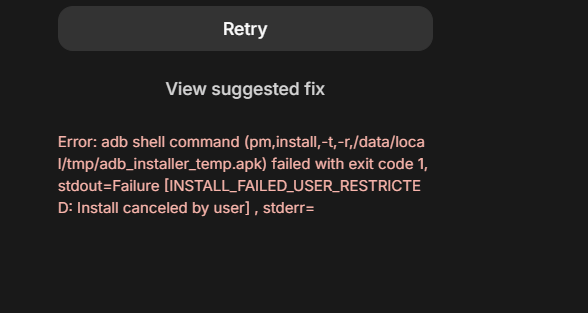 Retry
View suggested fix
Error: adb shell command (pm,install,-t,-r,/data/loca
l/tmp/adb_installer_temp.apk) failed with exit code 1,
stdout=Failure [INSTALL_FAILED_USER_RESTRICTE
D: Install canceled by user] , stderr=